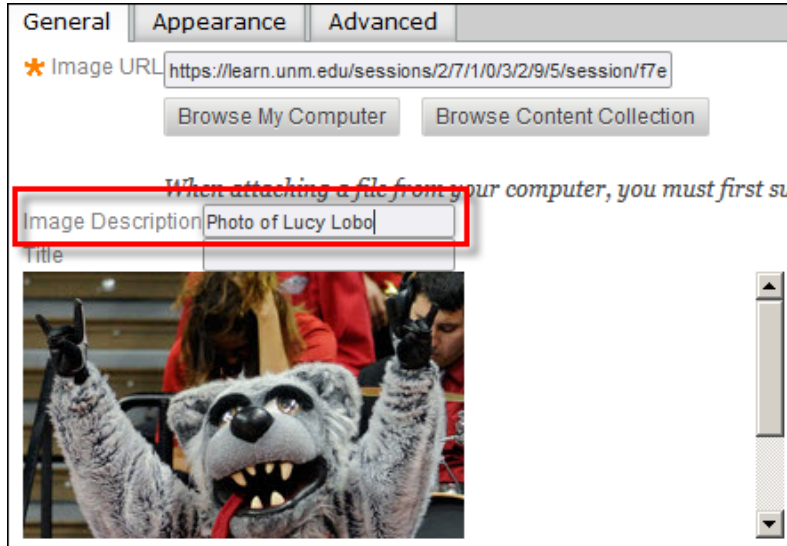 General Appearance Advanced
* Image URL https://learn.unm.edu/sessions/2/7/1/0/3/2/9/5/session/f7e
Browse My Computer Browse Content Collection
When attaching a file from your computer, you must first su
Image Description Photo of Lucy Lobo
Title